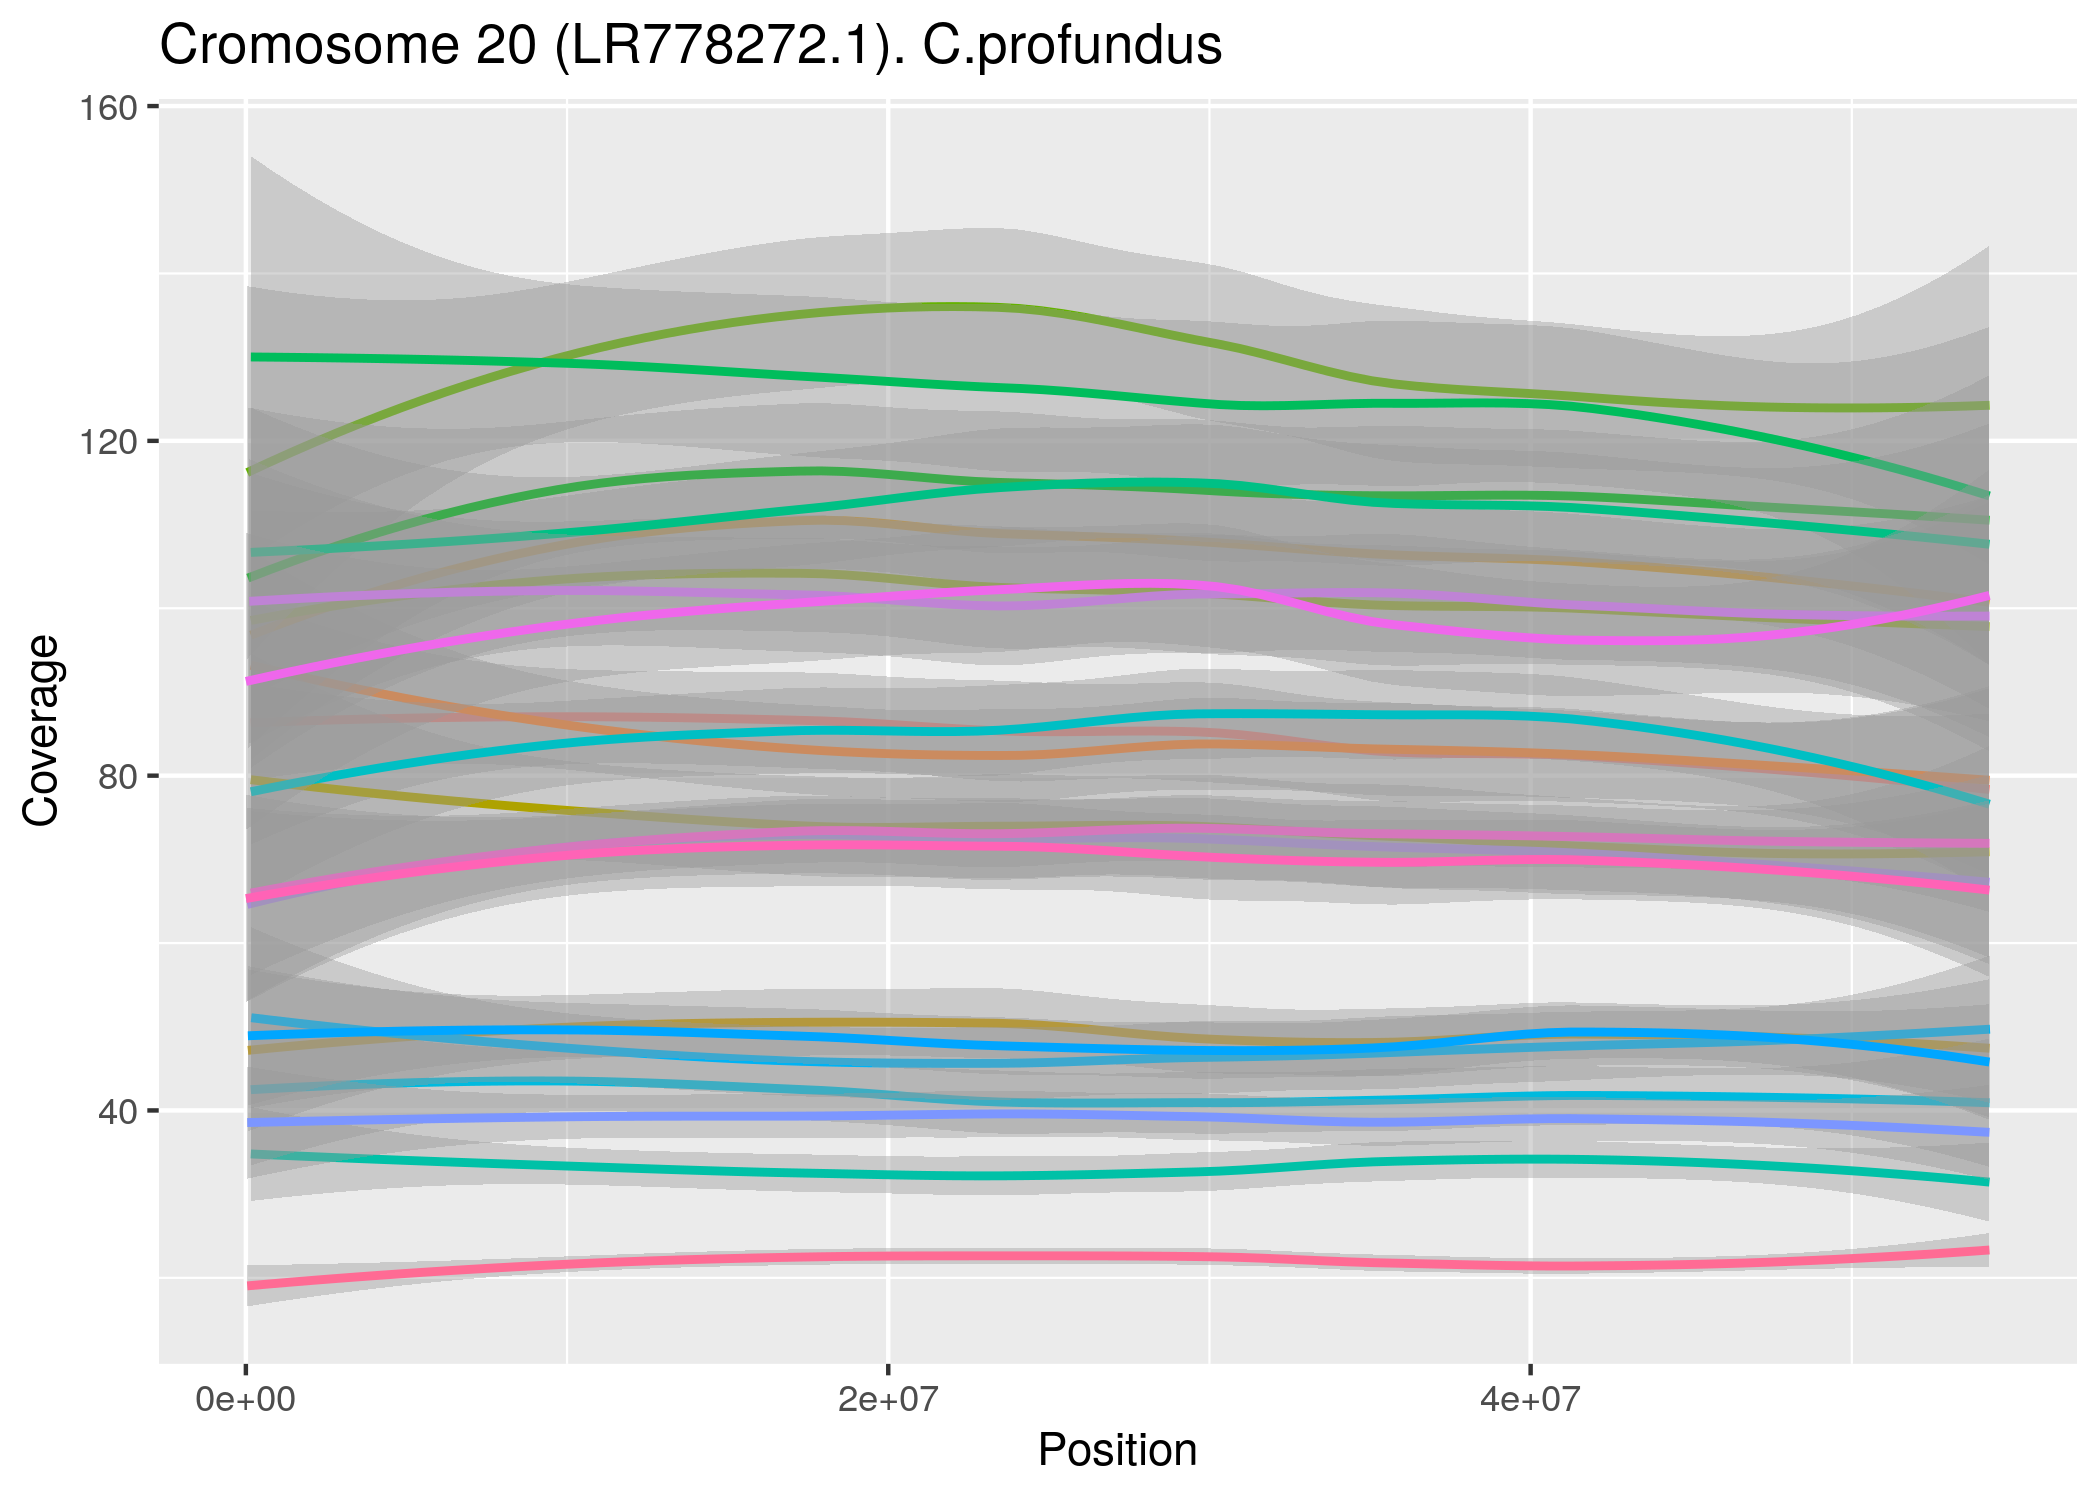 Cromosome 20 (LR778272.1). C.profundus
160
120
80
40
Coverage
0e+00 2e+07 4e+07
Position